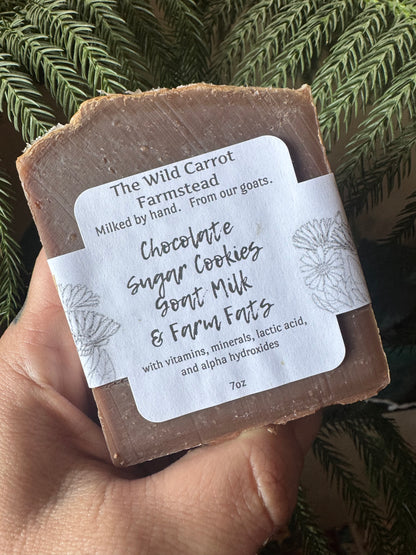 The Wild Carrot
Farmstead
Milked by hand. From our goats.
Chocolate
Sugar Cookies
Goat Milk
& Farm Fats
with vitamins, minerals, lactic acid,
and alpha hydroxides
7oz